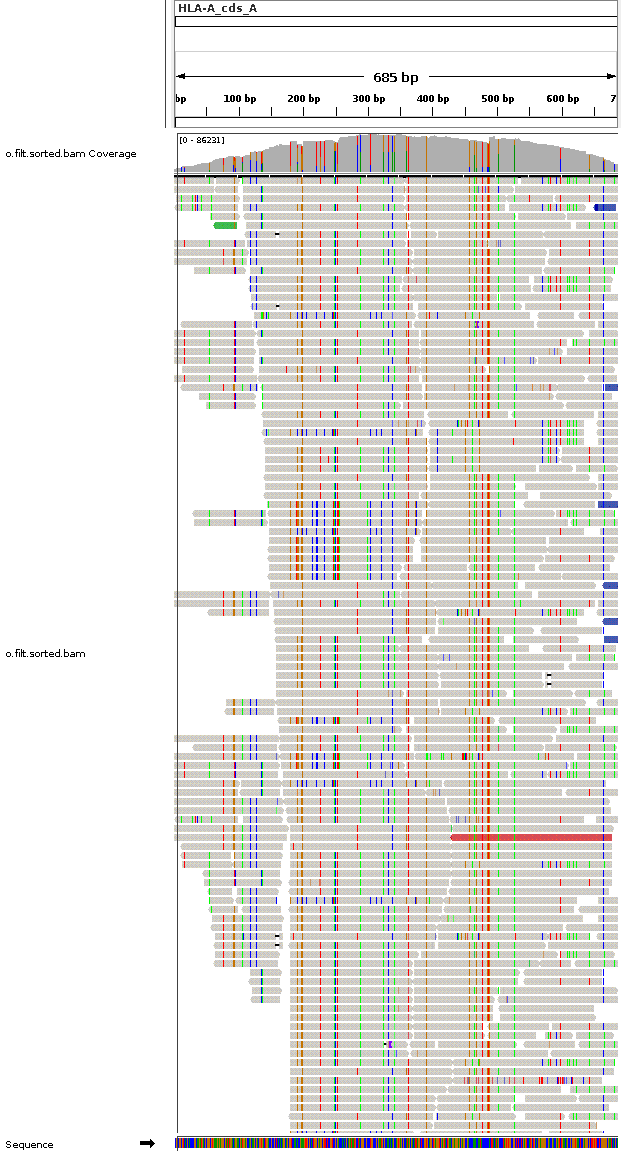 HLA-A_cds_A
685 bp
bp 100 bp 200 bp 300 bp 400 bp 500 bp 600 bp 7
[0 - 86231]
o.filt.sorted.bam Coverage
o.filt.sorted.bam
Sequence